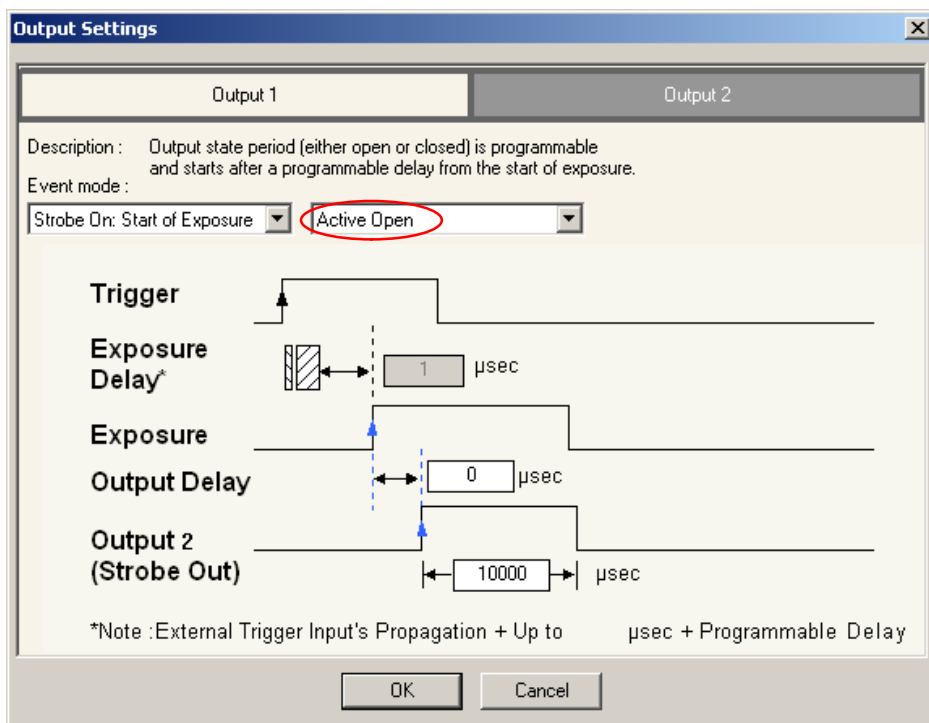 Output Settings
Output 1
Output 2
Description : Output state period (either open or closed) is programmable
and starts after a programmable delay from the start of exposure.
Event mode :
Strobe On: Start of Exposure
Active Open
Trigger
Exposure
Delay*
1 µsec
Exposure
Output Delay
0 µsec
Output 2
(Strobe Out)
10000 µsec
*Note :External Trigger Input's Propagation + Up to µsec + Programmable Delay
OK
Cancel